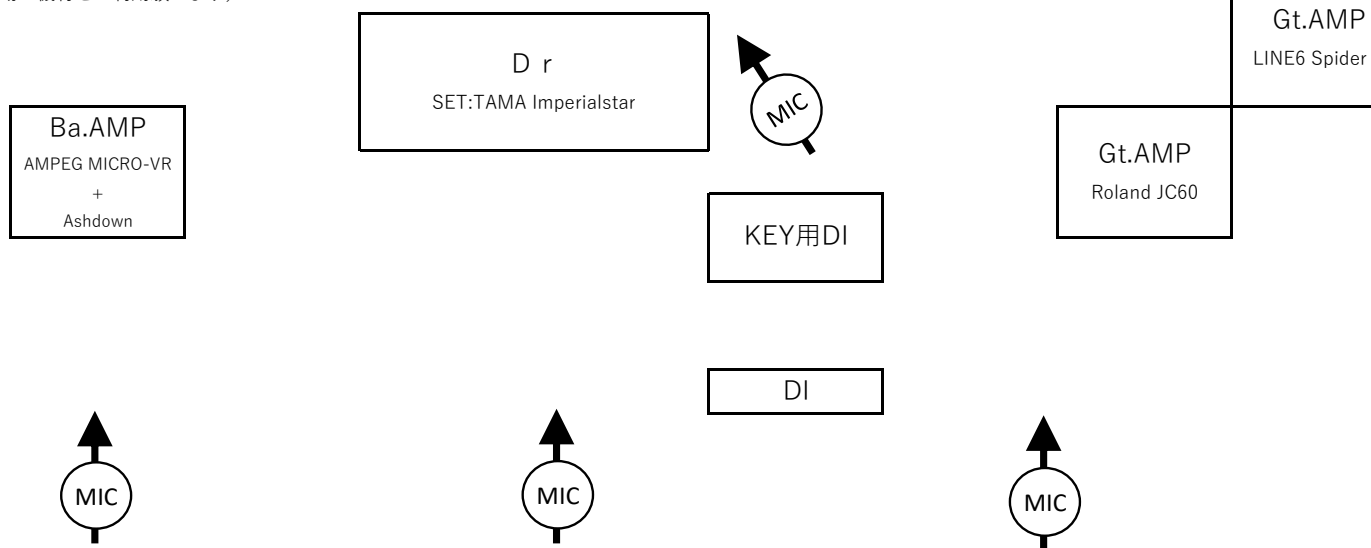 Gt.AMP
LINE6 Spider
Ｄｒ
SET:TAMA Imperialstar
MIC
Ba.AMP
AMPEG MICRO-VR
+
Ashdown
Gt.AMP
Roland JC60
KEY用DI
DI
MIC
MIC
MIC